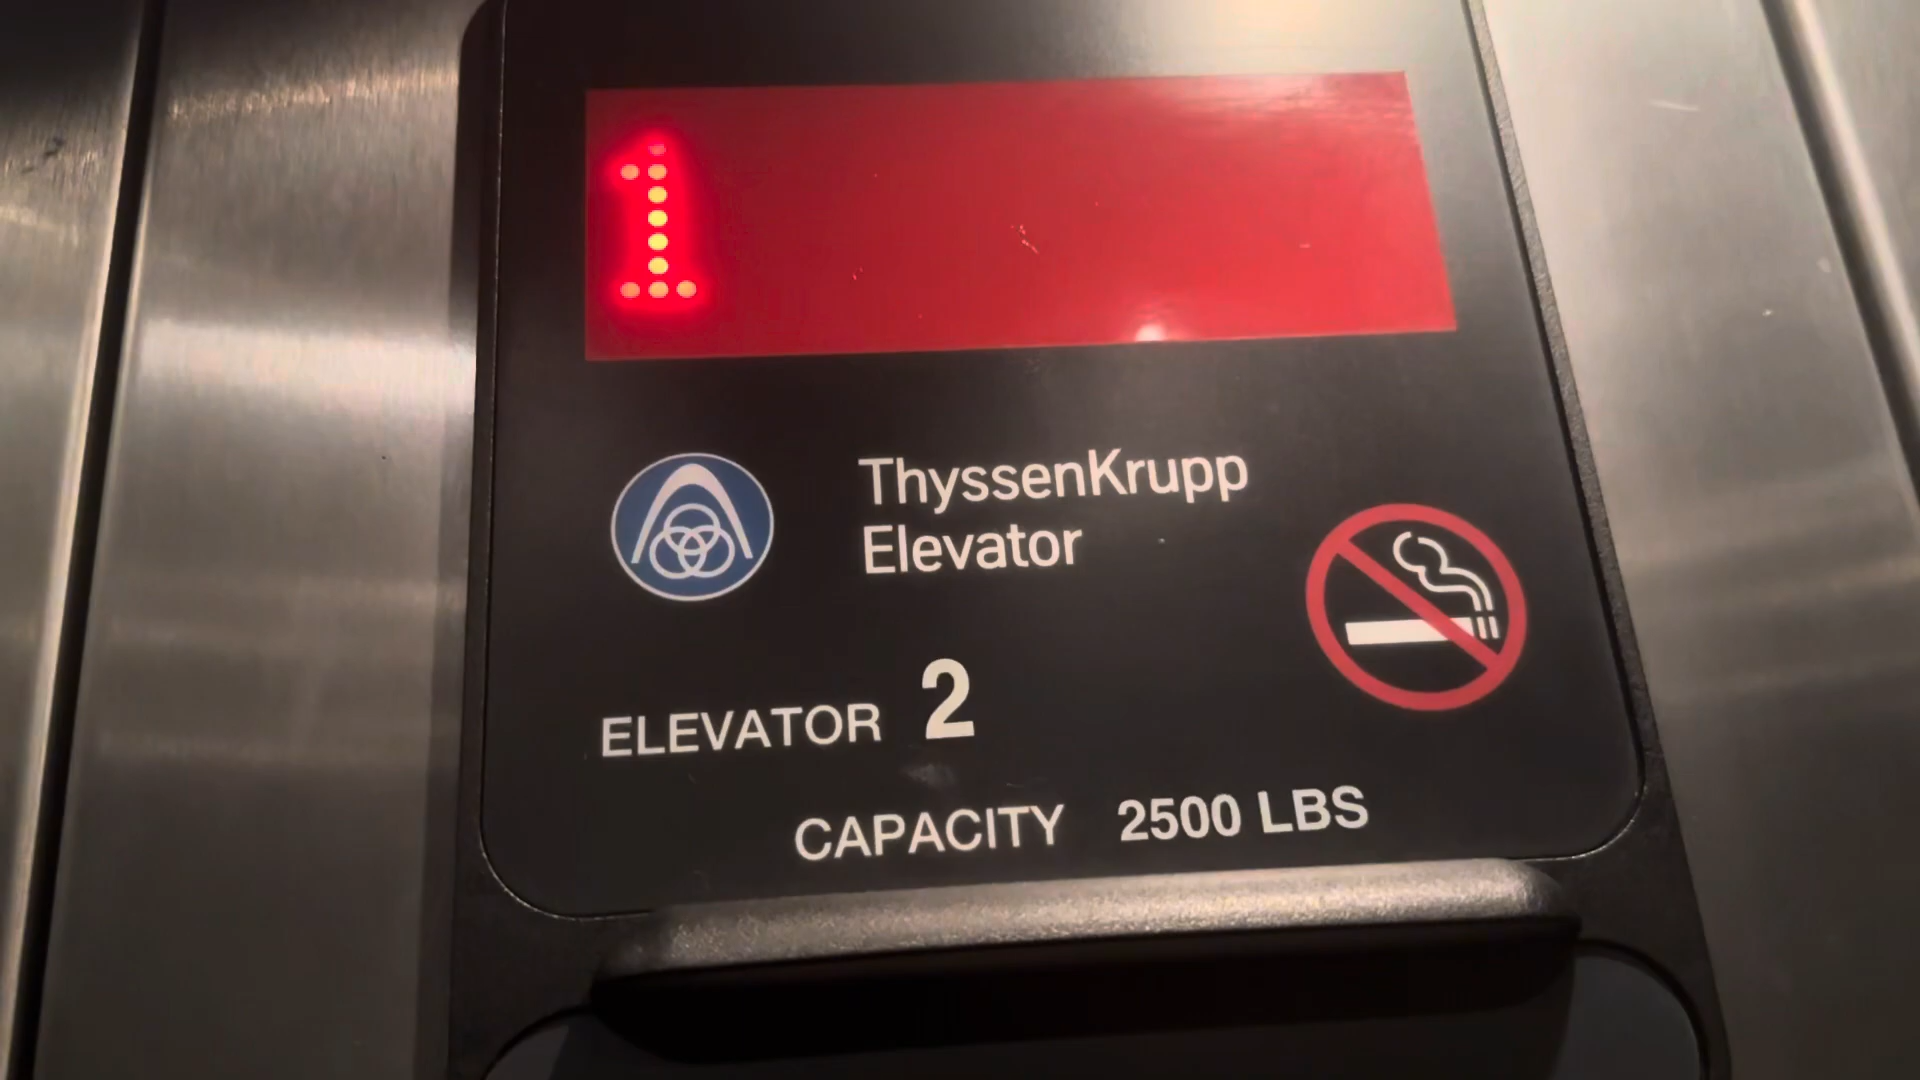 1
ThyssenKrupp
Elevator
ELEVATOR 2
CAPACITY 2500 LBS